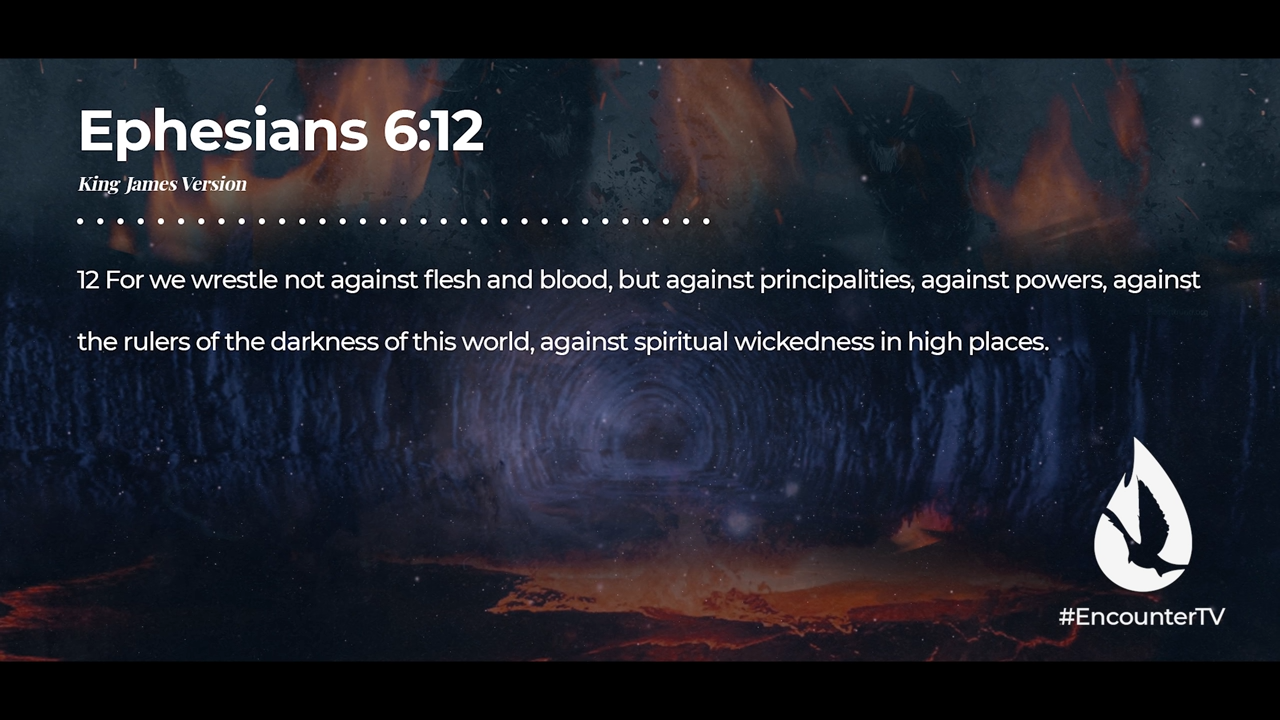 Ephesians 6:12
King James Version
12 For we wrestle not against flesh and blood, but against principalities, against powers, against
the rulers of the darkness of this world, against spiritual wickedness in high places.
#EncounterTV